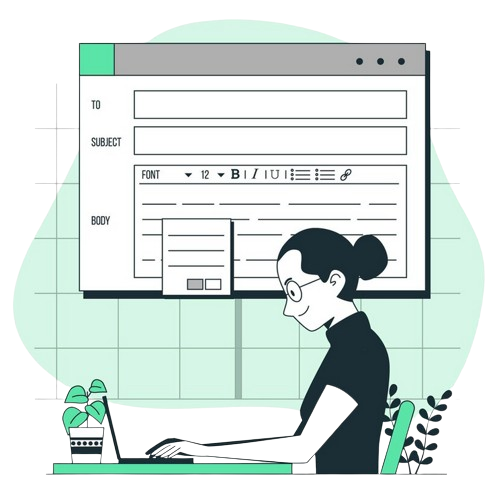 TO
SUBJECT
FONT 12 B I U
BODY